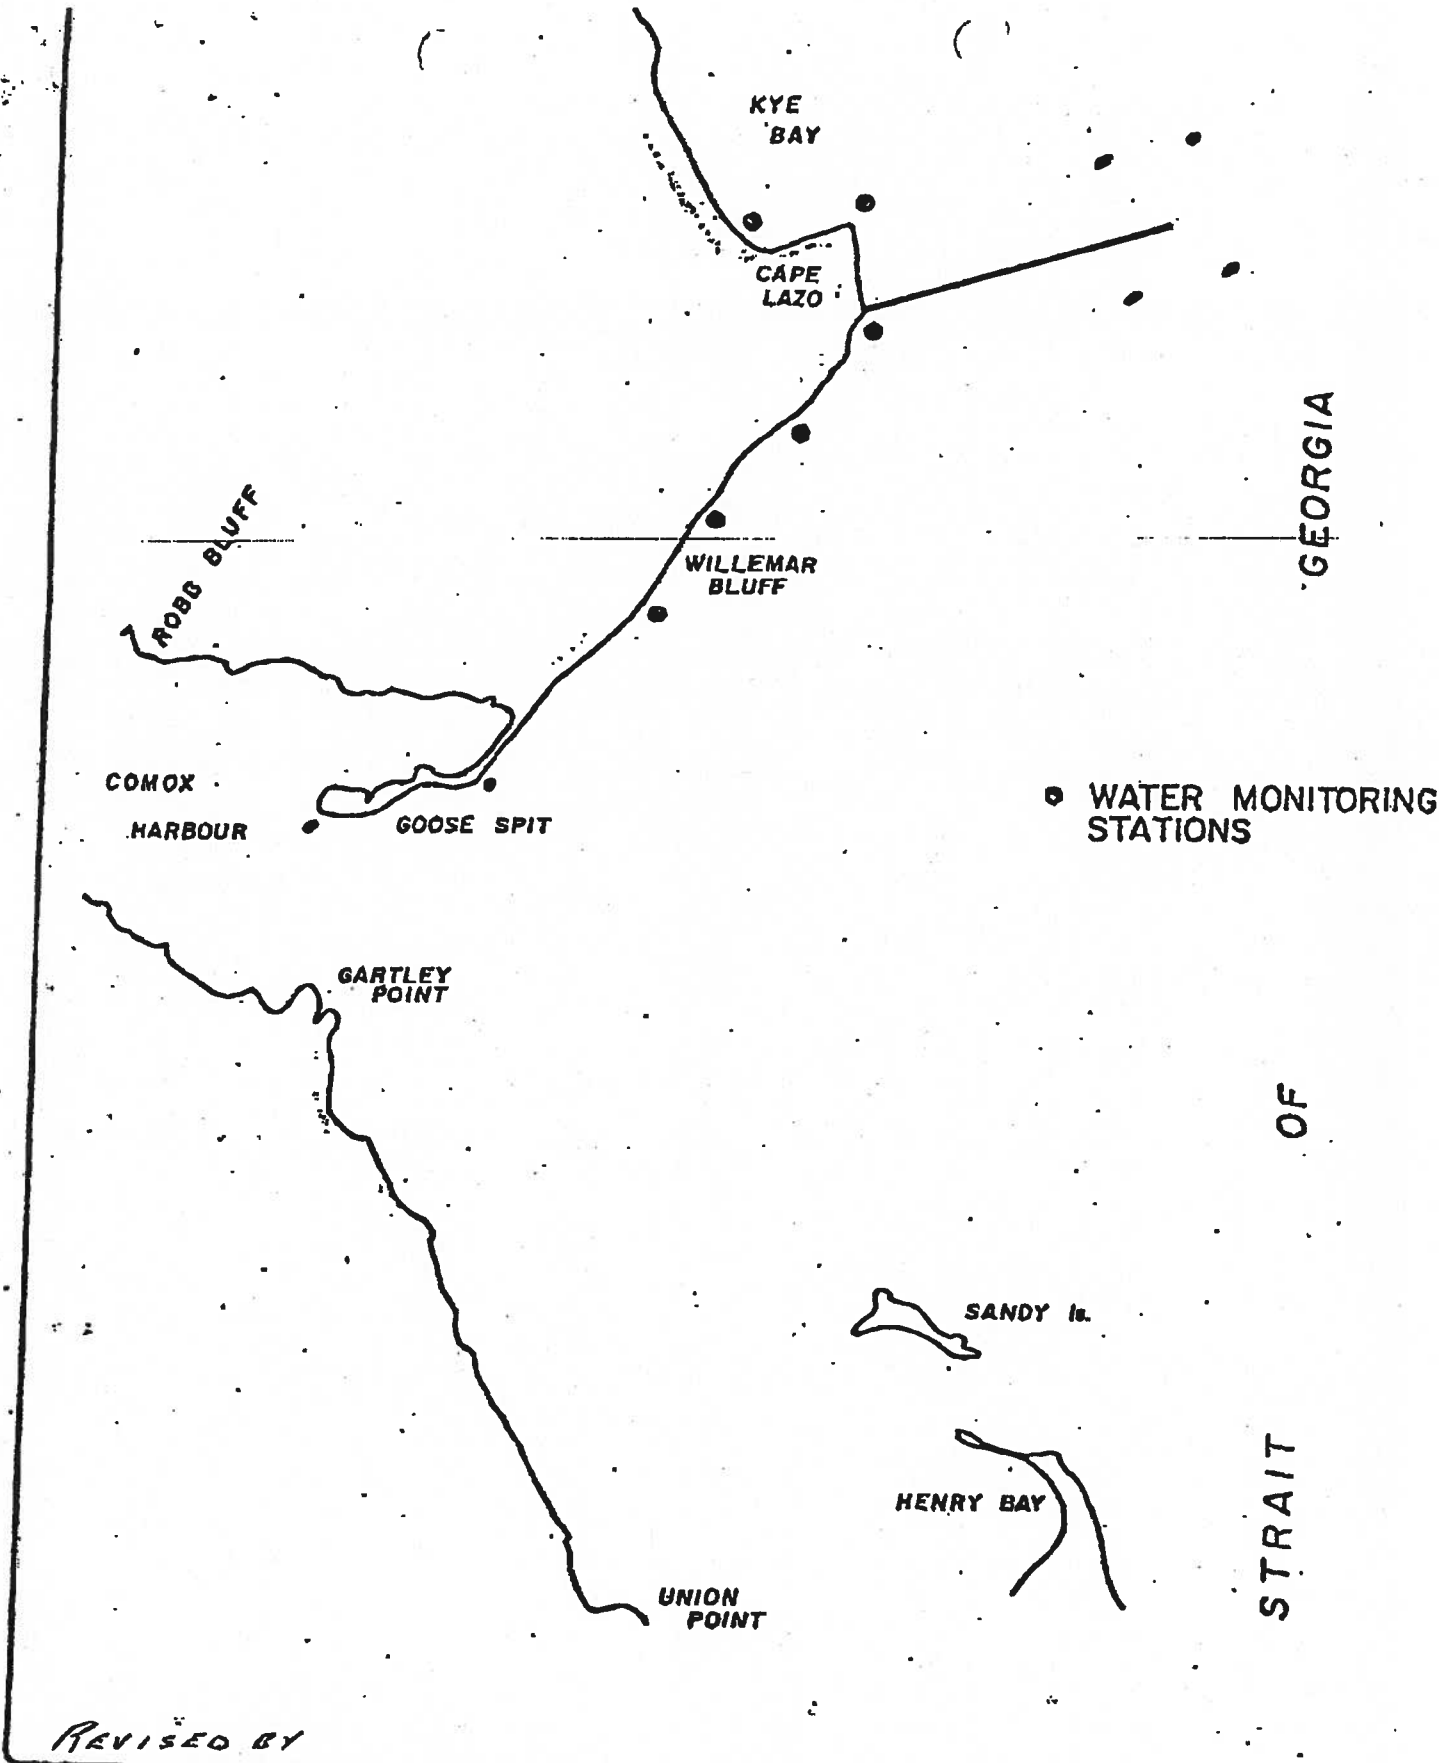 KYE
BAY
CAPE
LAZO
GEORGIA
ROBB BLUFF
WILLEMAR
BLUFF
COMOX
HARBOUR
GOOSE SPIT
WATER MONITORING
STATIONS
GARTLEY
POINT
OF
SANDY Is.
HENRY BAY
STRAIT
UNION
POINT
REVISED BY